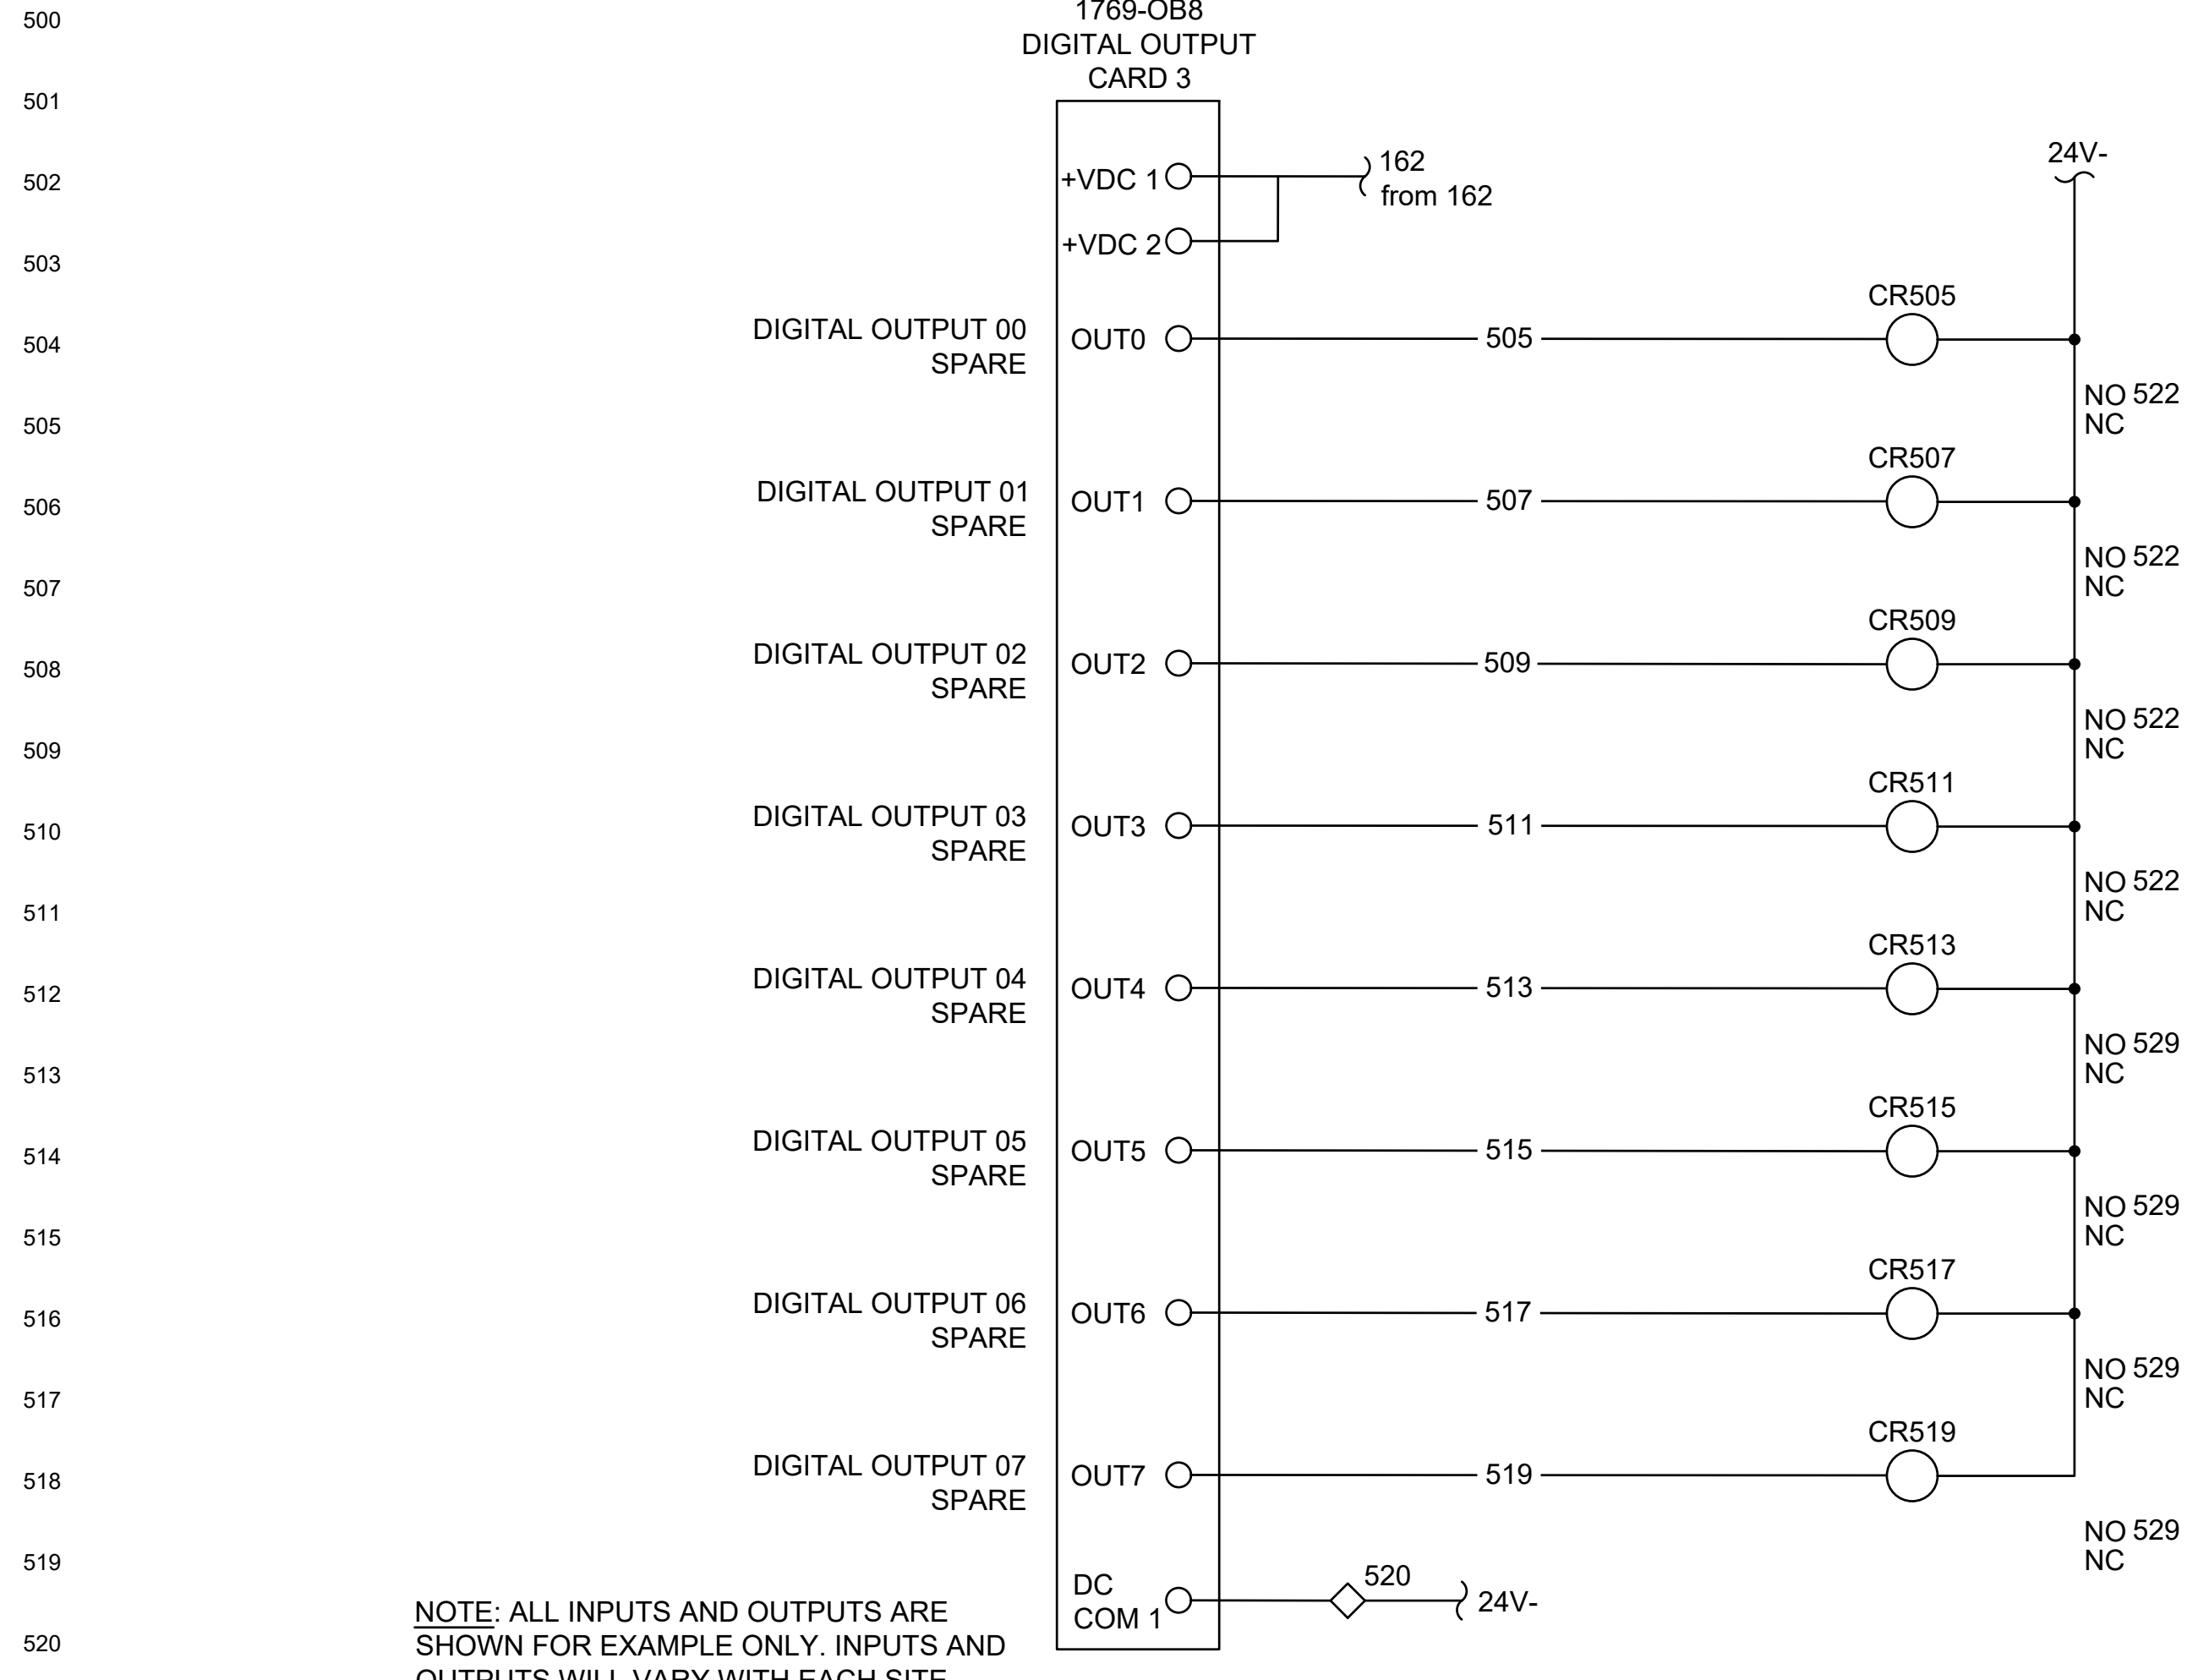 500
1769-OB8
DIGITAL OUTPUT
CARD 3
501
24V-
502
+VDC 1
162
from 162
+VDC 2
503
CR505
504
DIGITAL OUTPUT 00
SPARE
OUT0
505
NO 522
NC
505
CR507
506
DIGITAL OUTPUT 01
SPARE
OUT1
507
NO 522
NC
507
CR509
508
DIGITAL OUTPUT 02
SPARE
OUT2
509
NO 522
NC
509
CR511
510
DIGITAL OUTPUT 03
SPARE
OUT3
511
NO 522
NC
511
CR513
512
DIGITAL OUTPUT 04
SPARE
OUT4
513
NO 529
NC
513
CR515
514
DIGITAL OUTPUT 05
SPARE
OUT5
515
NO 529
NC
515
CR517
516
DIGITAL OUTPUT 06
SPARE
OUT6
517
NO 529
NC
517
CR519
518
DIGITAL OUTPUT 07
SPARE
OUT7
519
NO 529
NC
519
DC
COM 1
520
24V-
520
NOTE: ALL INPUTS AND OUTPUTS ARE
SHOWN FOR EXAMPLE ONLY. INPUTS AND
OUTPUTS WILL VARY WITH EACH SITE